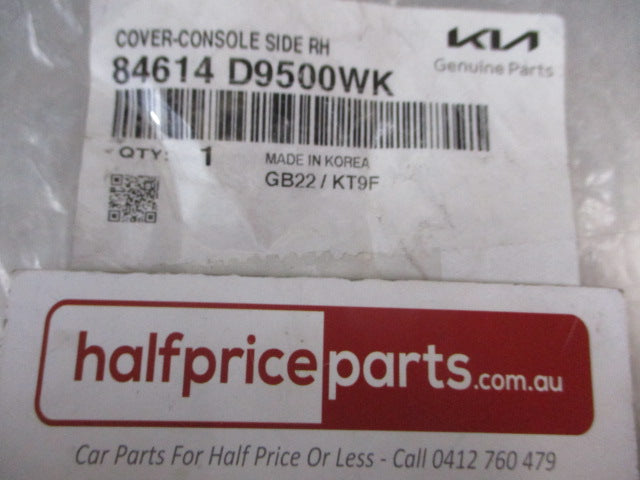 COVER-CONSOLE SIDE RH
KIA
84614 D9500WK
Genuine Parts
QTY: 1
MADE IN KOREA
GB22 / KT9F
halfpriceparts.com.au
Car Parts For Half Price Or Less - Call 0412 760 479